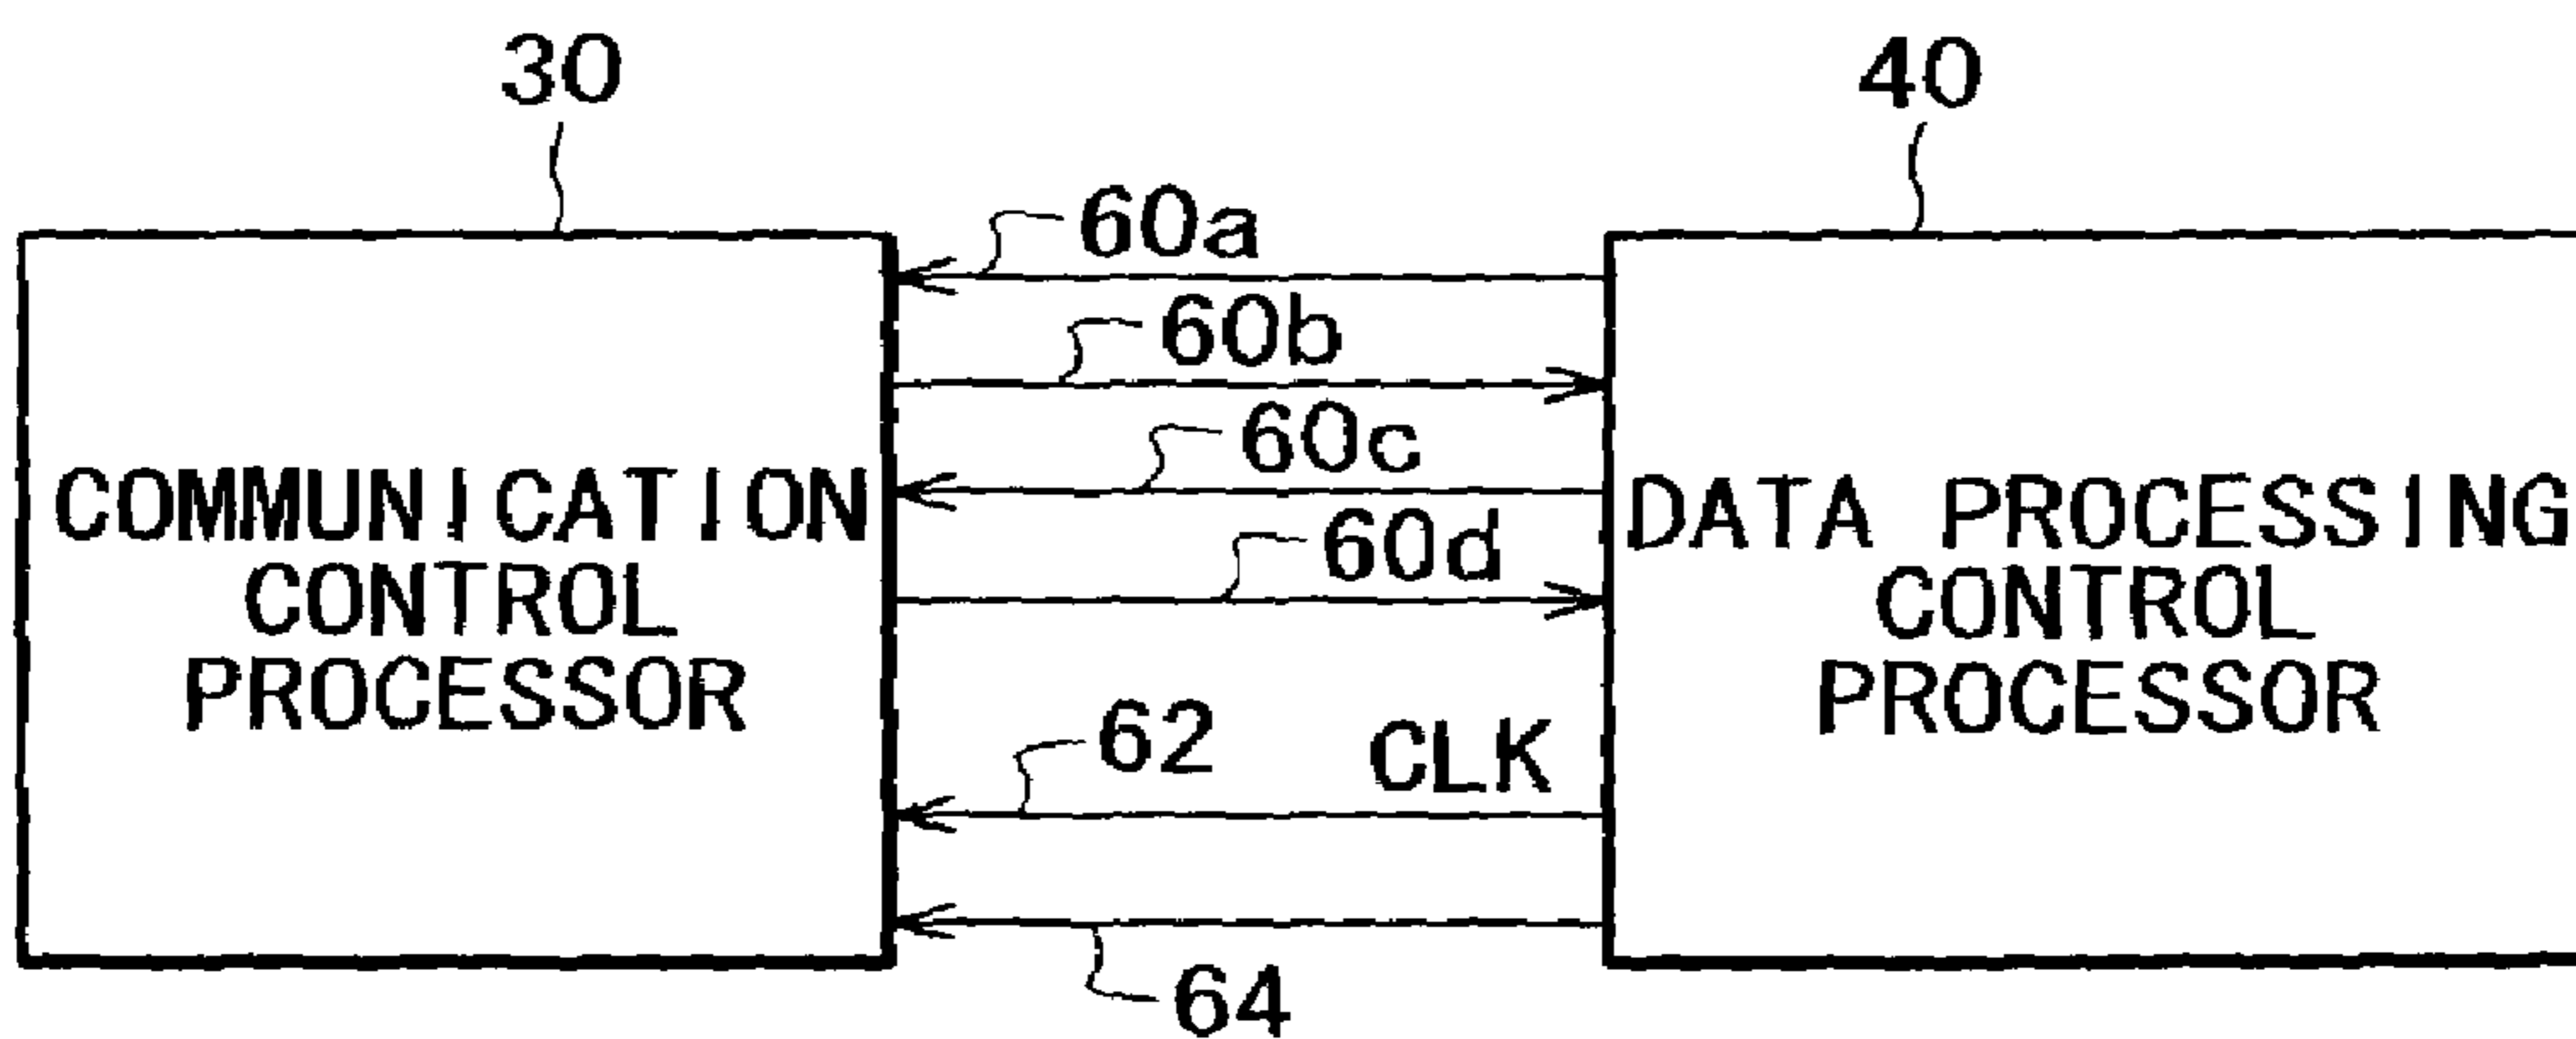 30
40
60a
60b
60c
60d
COMMUNICATION
CONTROL
PROCESSOR
DATA PROCESSING
CONTROL
PROCESSOR
62
CLK
64